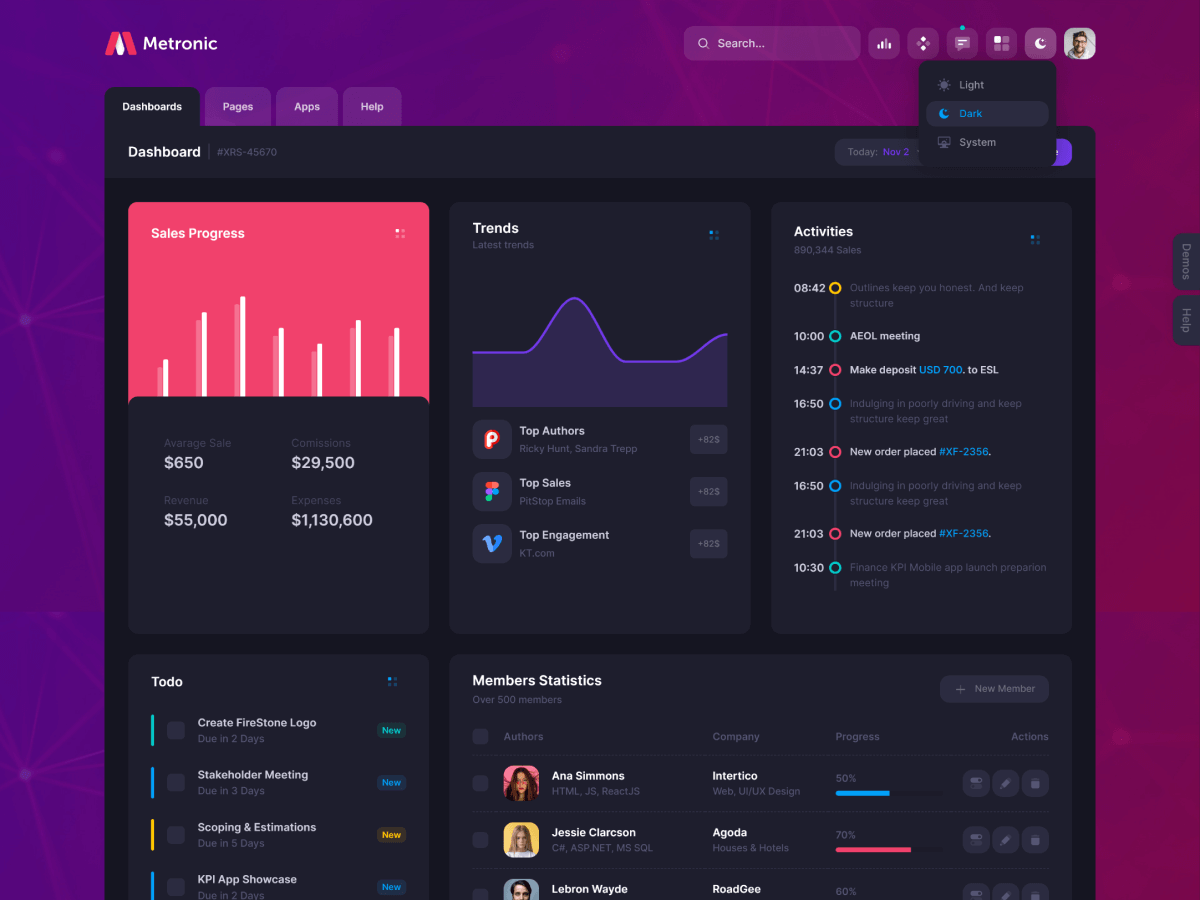 Metronic
Search...
Light
Dark
System
Dashboards
Pages
Apps
Help
Dashboard
#XRS-45670
Today: Nov 2
Demos
Help
Sales Progress
Avarage Sale
$650
Comissions
$29,500
Revenue
$55,000
Expenses
$1,130,600
Trends
Latest trends
Top Authors
Ricky Hunt, Sandra Trepp
+82$
Top Sales
PitStop Emails
+82$
Top Engagement
KT.com
+82$
Activities
890,344 Sales
08:42 Outlines keep you honest. And keep
structure
10:00 AEOL meeting
14:37 Make deposit USD 700. to ESL
16:50 Indulging in poorly driving and keep
structure keep great
21:03 New order placed #XF-2356.
16:50 Indulging in poorly driving and keep
structure keep great
21:03 New order placed #XF-2356.
10:30 Finance KPI Mobile app launch preparion
meeting
Todo
Create FireStone Logo
Due in 2 Days
New
Stakeholder Meeting
Due in 3 Days
New
Scoping & Estimations
Due in 5 Days
New
KPI App Showcase
Due in 2 Days
New
Members Statistics
Over 500 members
New Member
Authors Company Progress Actions
Ana Simmons
HTML, JS, ReactJS
Intertico
Web, UI/UX Design
50%
Jessie Clarcson
C#, ASP.NET, MS SQL
Agoda
Houses & Hotels
70%
Lebron Wayde
RoadGee
60%